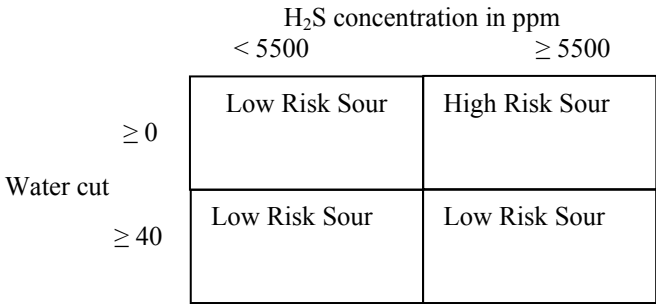 H₂S concentration in ppm
< 5500 ≥ 5500
Low Risk Sour High Risk Sour
≥ 0
Water cut
Low Risk Sour Low Risk Sour
≥ 40